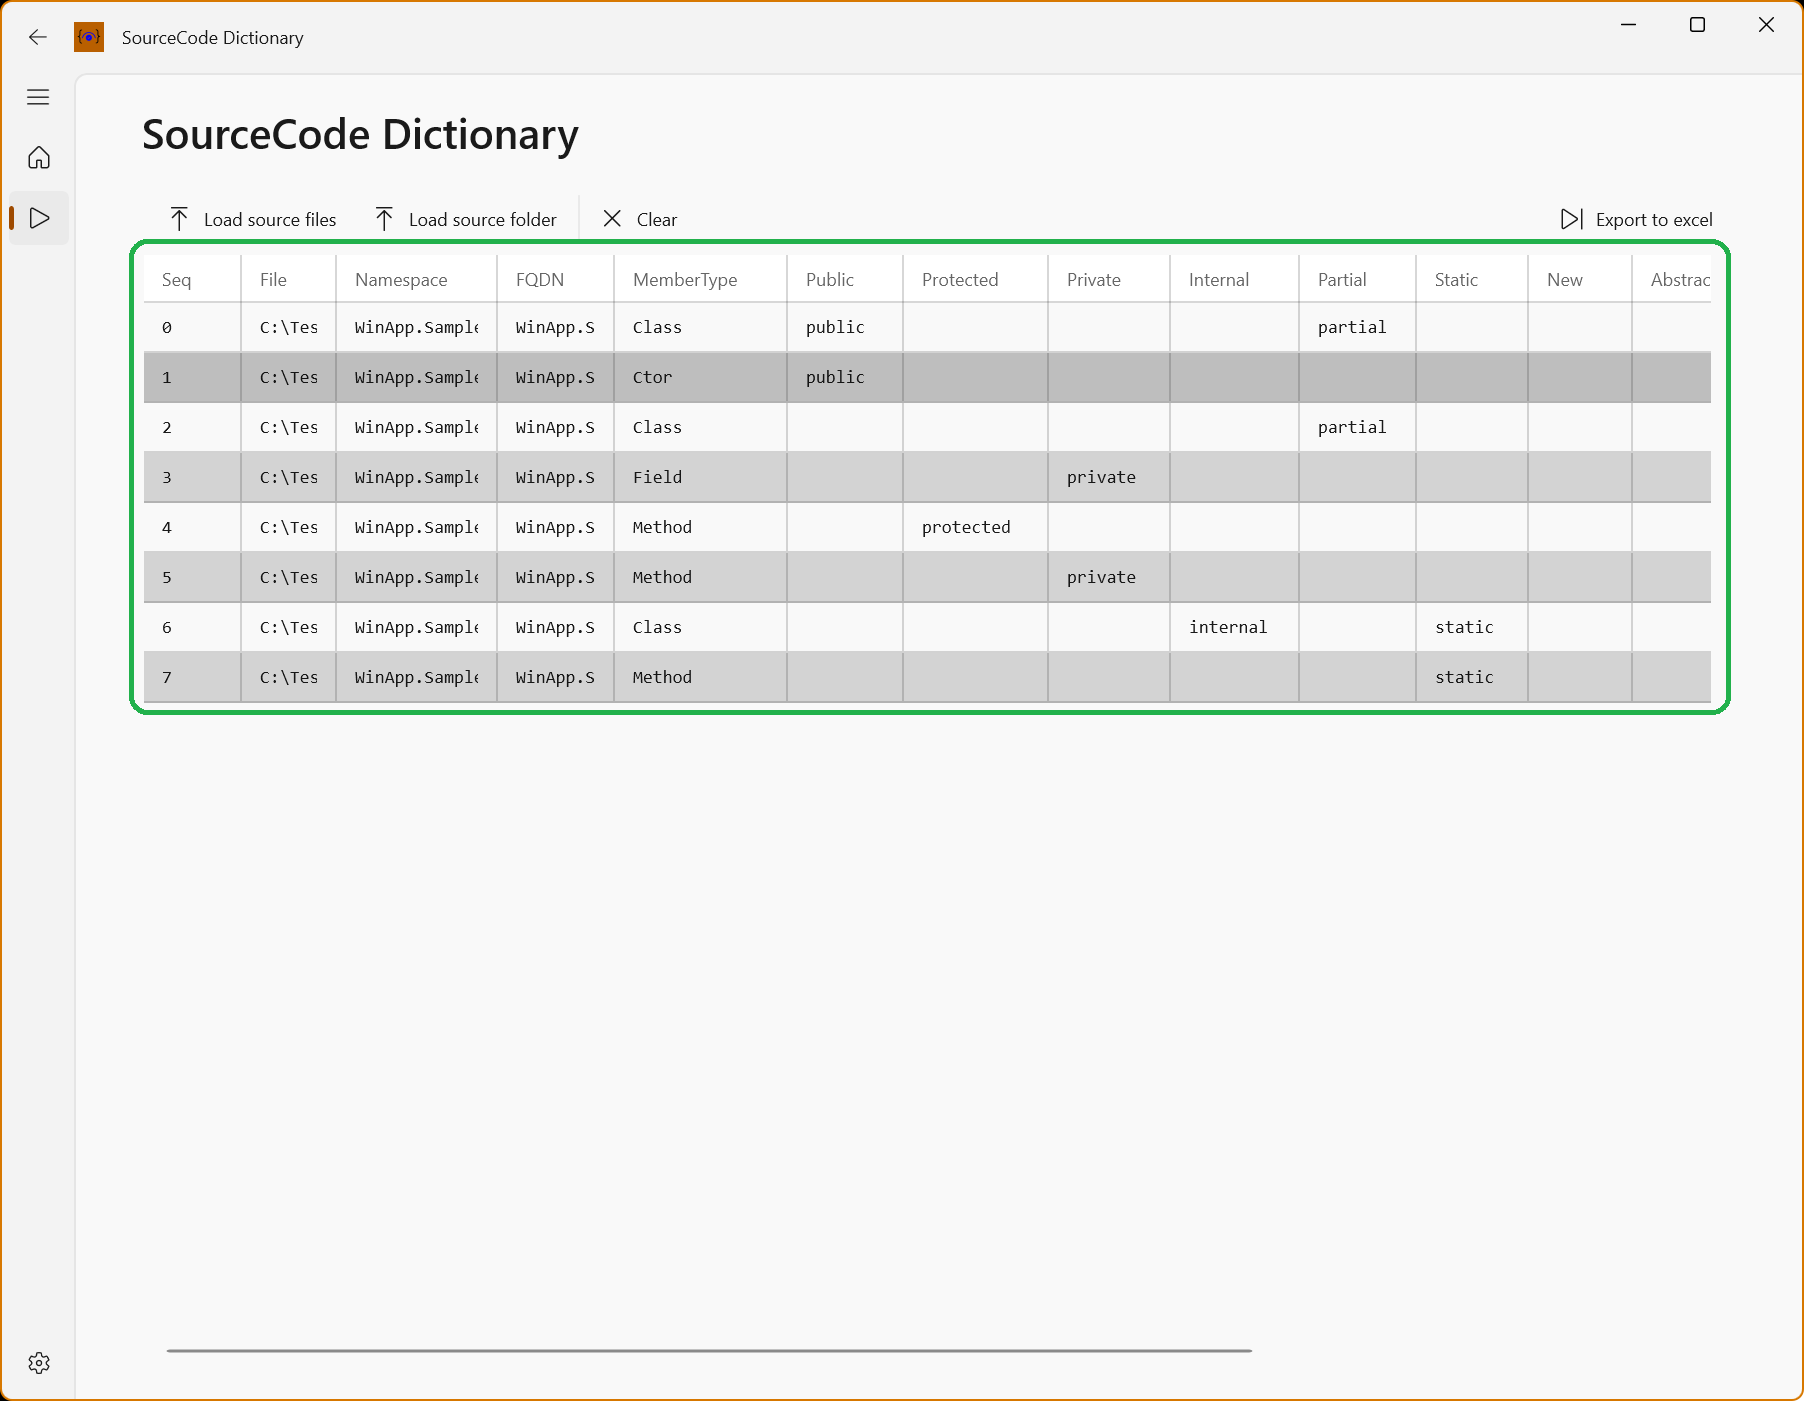 SourceCode Dictionary
SourceCode Dictionary
Load source files Load source folder Clear Export to excel
Seq File Namespace FQDN MemberType Public Protected Private Internal Partial Static New Abstrac
0 C:\Tes WinApp.Sample WinApp.S Class public partial
1 C:\Tes WinApp.Sample WinApp.S Ctor public
2 C:\Tes WinApp.Sample WinApp.S Class partial
3 C:\Tes WinApp.Sample WinApp.S Field private
4 C:\Tes WinApp.Sample WinApp.S Method protected
5 C:\Tes WinApp.Sample WinApp.S Method private
6 C:\Tes WinApp.Sample WinApp.S Class internal static
7 C:\Tes WinApp.Sample WinApp.S Method static